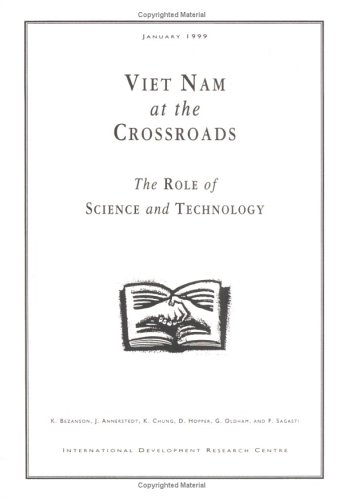 [Copyrighted Material]
JANUARY 1999
VIET NAM
at the
CROSSROADS
The ROLE of
SCIENCE and TECHNOLOGY
K. BEZANSON, J. ANNERSTEDT, K. CHUNG, D. HOPPER, G. OLDHAM, AND F. SAGASTI
INTERNATIONAL DEVELOPMENT RESEARCH CENTRE
[Copyrighted Material]